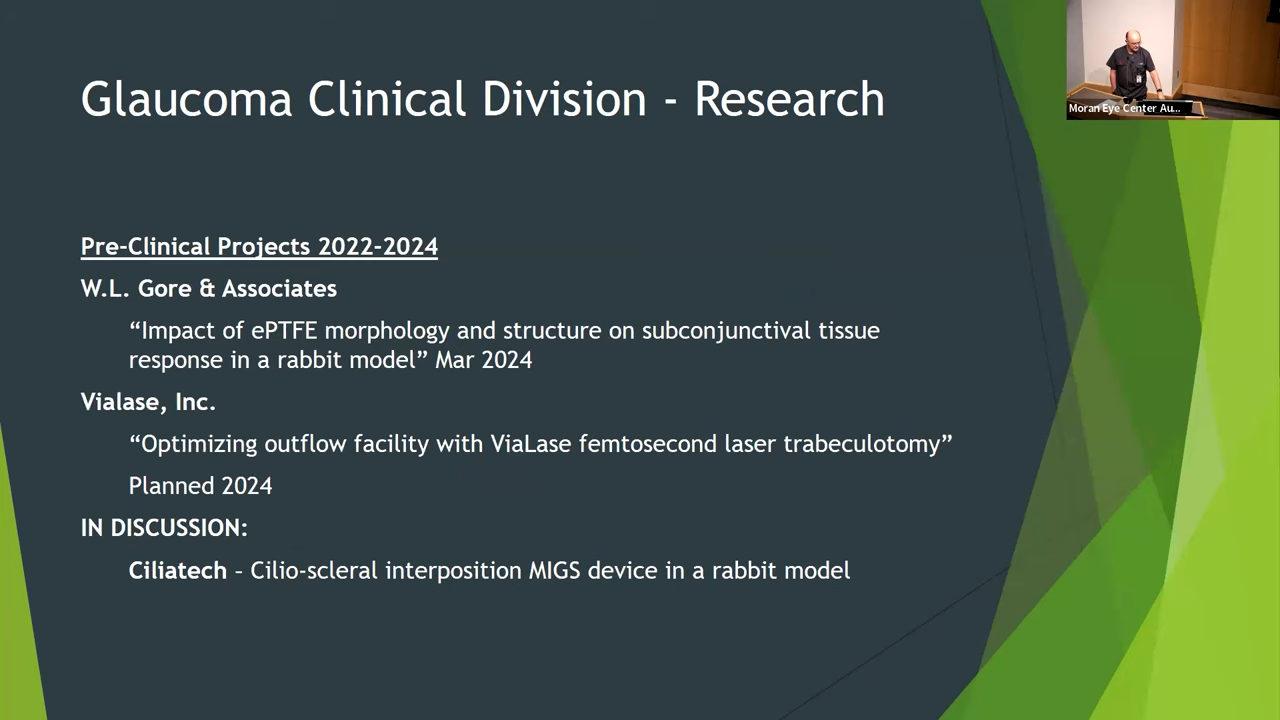 Glaucoma Clinical Division - Research
Moran Eye Center Au...
Pre-Clinical Projects 2022-2024
W.L. Gore & Associates
“Impact of ePTFE morphology and structure on subconjunctival tissue
response in a rabbit model” Mar 2024
Vialase, Inc.
“Optimizing outflow facility with ViaLase femtosecond laser trabeculotomy”
Planned 2024
IN DISCUSSION:
Ciliatech – Cilio-scleral interposition MIGS device in a rabbit model